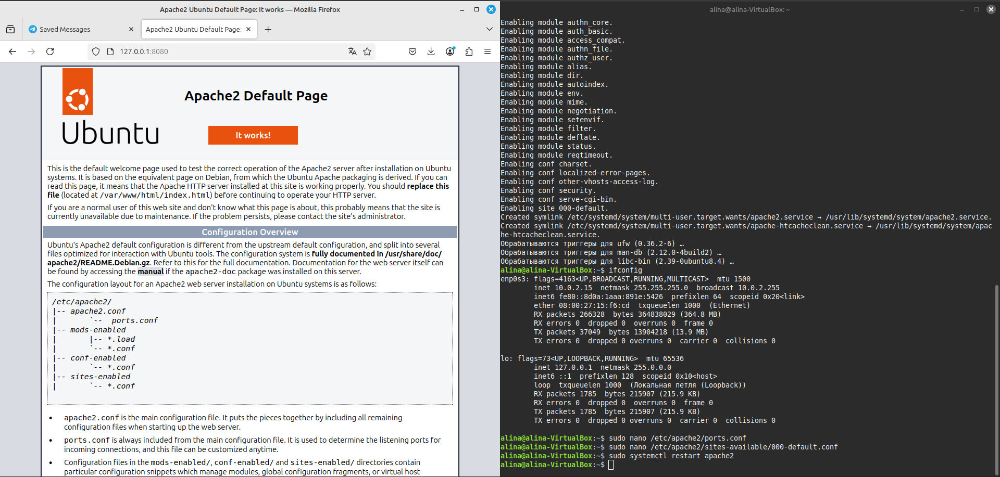 Apache2 Ubuntu Default Page: It works — Mozilla Firefox
Saved Messages
Apache2 Ubuntu Default Page:
127.0.0.1:8080
Apache2 Default Page
Ubuntu
It works!
This is the default welcome page used to test the correct operation of the Apache2 server after installation on Ubuntu
systems. It is based on the equivalent page on Debian, from which the Ubuntu Apache packaging is derived. If you can
read this page, it means that the Apache HTTP server installed at this site is working properly. You should replace this
file (located at /var/www/html/index.html) before continuing to operate your HTTP server.
If you are a normal user of this web site and don't know what this page is about, this probably means that the site is
currently unavailable due to maintenance. If the problem persists, please contact the site's administrator.
Configuration Overview
Ubuntu's Apache2 default configuration is different from the upstream default configuration, and split into several
files optimized for interaction with Ubuntu tools. The configuration system is fully documented in /usr/share/doc/
apache2/README.Debian.gz. Refer to this for the full documentation. Documentation for the web server itself can
be found by accessing the manual if the apache2-doc package was installed on this server.
The configuration layout for an Apache2 web server installation on Ubuntu systems is as follows:
/etc/apache2/
|-- apache2.conf
|       `--  ports.conf
|-- mods-enabled
|       |-- *.load
|       `-- *.conf
|-- conf-enabled
|       `-- *.conf
|-- sites-enabled
|       `-- *.conf
• apache2.conf is the main configuration file. It puts the pieces together by including all remaining
configuration files when starting up the web server.
• ports.conf is always included from the main configuration file. It is used to determine the listening ports for
incoming connections, and this file can be customized anytime.
• Configuration files in the mods-enabled/, conf-enabled/ and sites-enabled/ directories contain
particular configuration snippets which manage modules, global configuration fragments, or virtual host
alina@alina-VirtualBox: ~
Enabling module authn_core.
Enabling module auth_basic.
Enabling module access_compat.
Enabling module authn_file.
Enabling module authz_user.
Enabling module alias.
Enabling module dir.
Enabling module autoindex.
Enabling module env.
Enabling module mime.
Enabling module negotiation.
Enabling module setenvif.
Enabling module filter.
Enabling module deflate.
Enabling module status.
Enabling module reqtimeout.
Enabling conf charset.
Enabling conf localized-error-pages.
Enabling conf other-vhosts-access-log.
Enabling conf security.
Enabling conf serve-cgi-bin.
Enabling site 000-default.
Created symlink /etc/systemd/system/multi-user.target.wants/apache2.service → /usr/lib/systemd/system/apache2.service.
Created symlink /etc/systemd/system/multi-user.target.wants/apache-htcacheclean.service → /usr/lib/systemd/system/apac
he-htcacheclean.service.
Обрабатываются триггеры для ufw (0.36.2-6) …
Обрабатываются триггеры для man-db (2.12.0-4build2) …
Обрабатываются триггеры для libc-bin (2.39-0ubuntu8.4) …
alina@alina-VirtualBox:~$ ifconfig
enp0s3: flags=4163<UP,BROADCAST,RUNNING,MULTICAST>  mtu 1500
        inet 10.0.2.15  netmask 255.255.255.0  broadcast 10.0.2.255
        inet6 fe80::8d0a:1aaa:891e:5426  prefixlen 64  scopeid 0x20<link>
        ether 08:00:27:15:f6:cd  txqueuelen 1000  (Ethernet)
        RX packets 266328  bytes 364838029 (364.8 MB)
        RX errors 0  dropped 0  overruns 0  frame 0
        TX packets 37049  bytes 13904218 (13.9 MB)
        TX errors 0  dropped 0 overruns 0  carrier 0  collisions 0
lo: flags=73<UP,LOOPBACK,RUNNING>  mtu 65536
        inet 127.0.0.1  netmask 255.0.0.0
        inet6 ::1  prefixlen 128  scopeid 0x10<host>
        loop  txqueuelen 1000  (Локальная петля (Loopback))
        RX packets 1785  bytes 215907 (215.9 KB)
        RX errors 0  dropped 0  overruns 0  frame 0
        TX packets 1785  bytes 215907 (215.9 KB)
        TX errors 0  dropped 0 overruns 0  carrier 0  collisions 0
alina@alina-VirtualBox:~$ sudo nano /etc/apache2/ports.conf
alina@alina-VirtualBox:~$ sudo nano /etc/apache2/sites-available/000-default.conf
alina@alina-VirtualBox:~$ sudo systemctl restart apache2
alina@alina-VirtualBox:~$